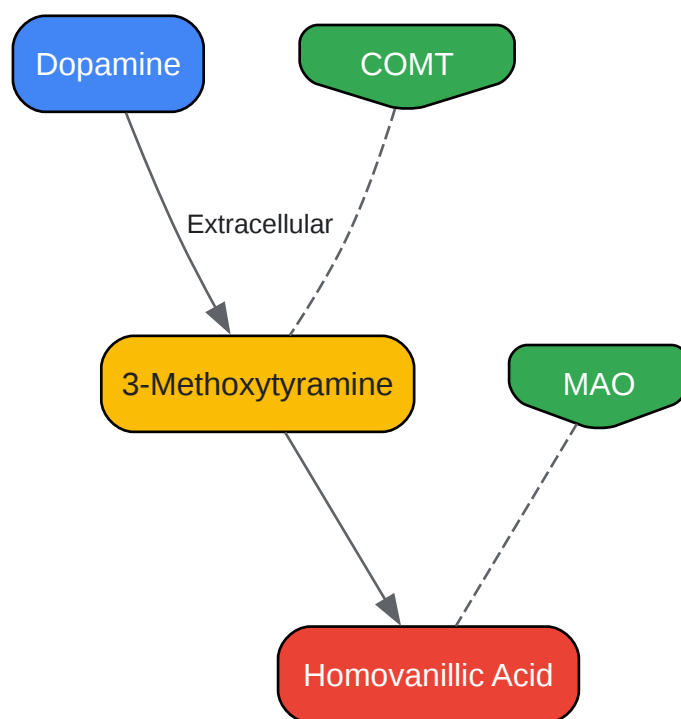 Dopamine
COMT
Extracellular
3-Methoxytyramine
MAO
Homovanillic Acid